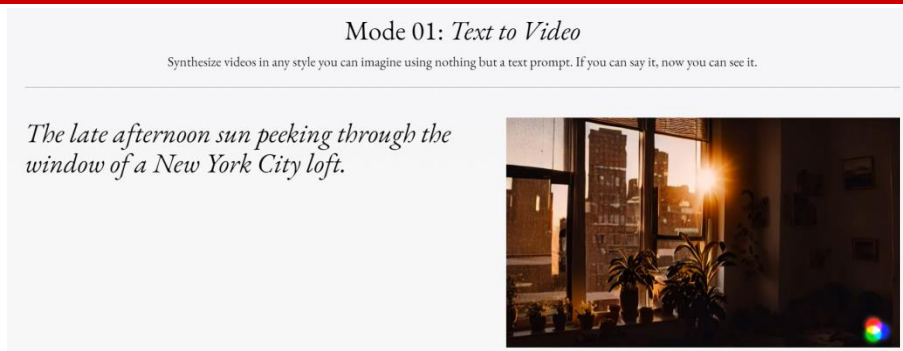 Mode 01: Text to Video
Synthesize videos in any style you can imagine using nothing but a text prompt. If you can say it, now you can see it.
The late afternoon sun peeking through the
window of a New York City loft.